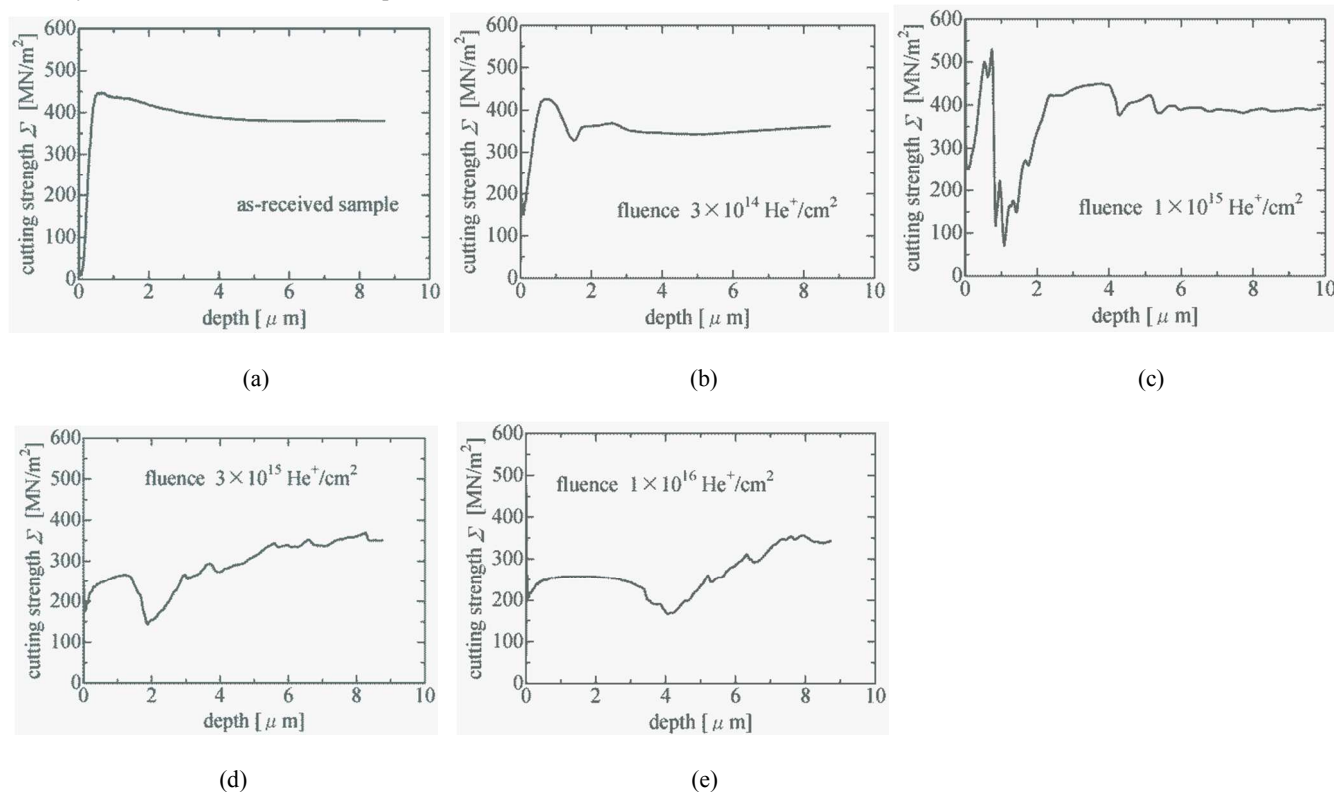 600
500
400
300
200
100
0
cutting strength Σ [MN/m²]
as-received sample
0 2 4 6 8 10
depth [ μ m]
(a)
600
500
400
300
200
100
0
cutting strength Σ [MN/m²]
fluence 3×10¹⁴ He⁺/cm²
0 2 4 6 8 10
depth [ μ m]
(b)
600
500
400
300
200
100
0
cutting strength Σ [MN/m²]
fluence 1×10¹⁵ He⁺/cm²
0 2 4 6 8 10
depth [ μ m]
(c)
600
500
400
300
200
100
0
cutting strength Σ [MN/m²]
fluence 3×10¹⁵ He⁺/cm²
0 2 4 6 8 10
depth [ μ m]
(d)
600
500
400
300
200
100
0
cutting strength Σ [MN/m²]
fluence 1×10¹⁶ He⁺/cm²
0 2 4 6 8 10
depth [ μ m]
(e)